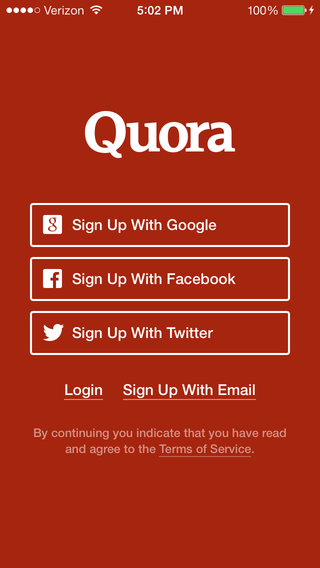 Verizon 5:02 PM 100%
Quora
Sign Up With Google
Sign Up With Facebook
Sign Up With Twitter
Login Sign Up With Email
By continuing you indicate that you have read
and agree to the Terms of Service.